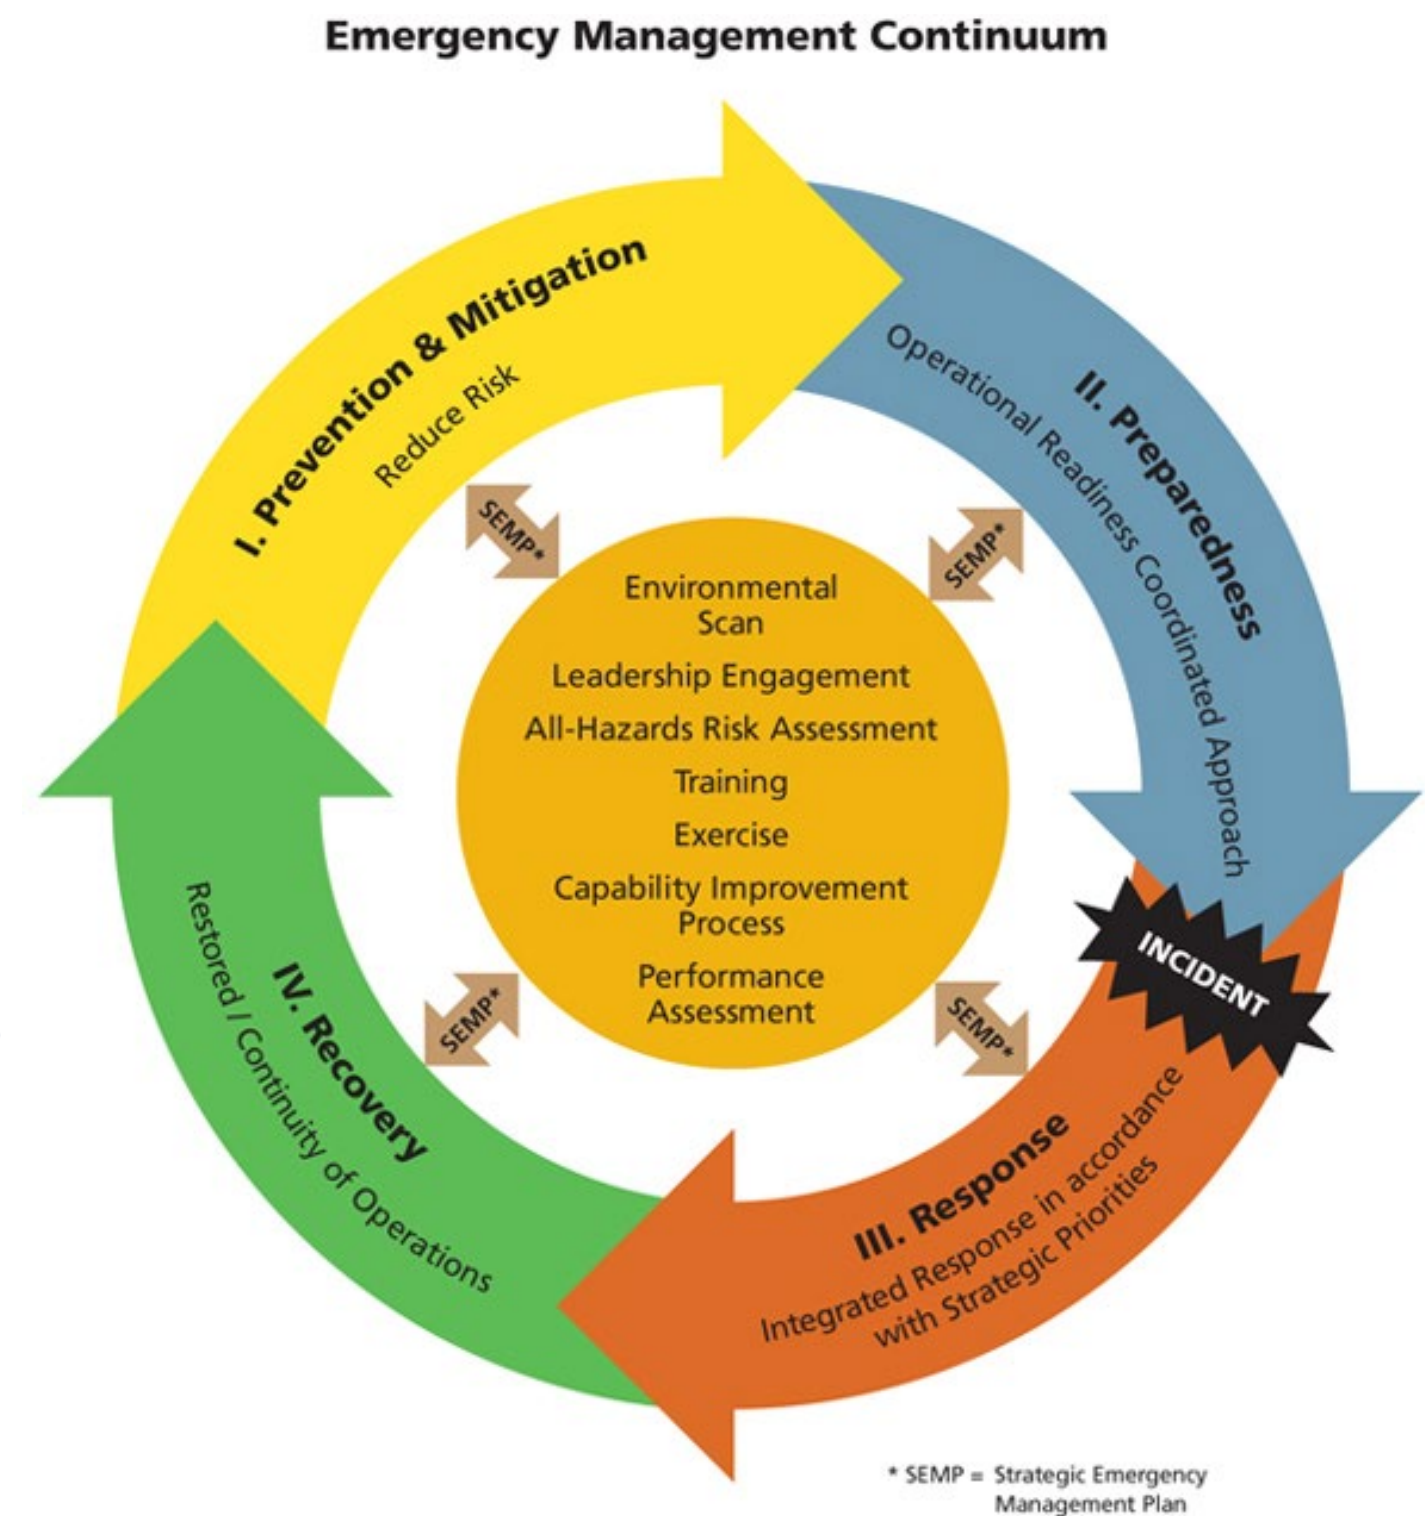 Emergency Management Continuum
I. Prevention & Mitigation
Reduce Risk
II. Preparedness
Operational Readiness Coordinated Approach
INCIDENT
III. Response
Integrated Response in accordance
with Strategic Priorities
IV. Recovery
Restored / Continuity of Operations
SEMP*
SEMP*
SEMP*
SEMP*
Environmental
Scan
Leadership Engagement
All-Hazards Risk Assessment
Training
Exercise
Capability Improvement
Process
Performance
Assessment
* SEMP = Strategic Emergency
Management Plan